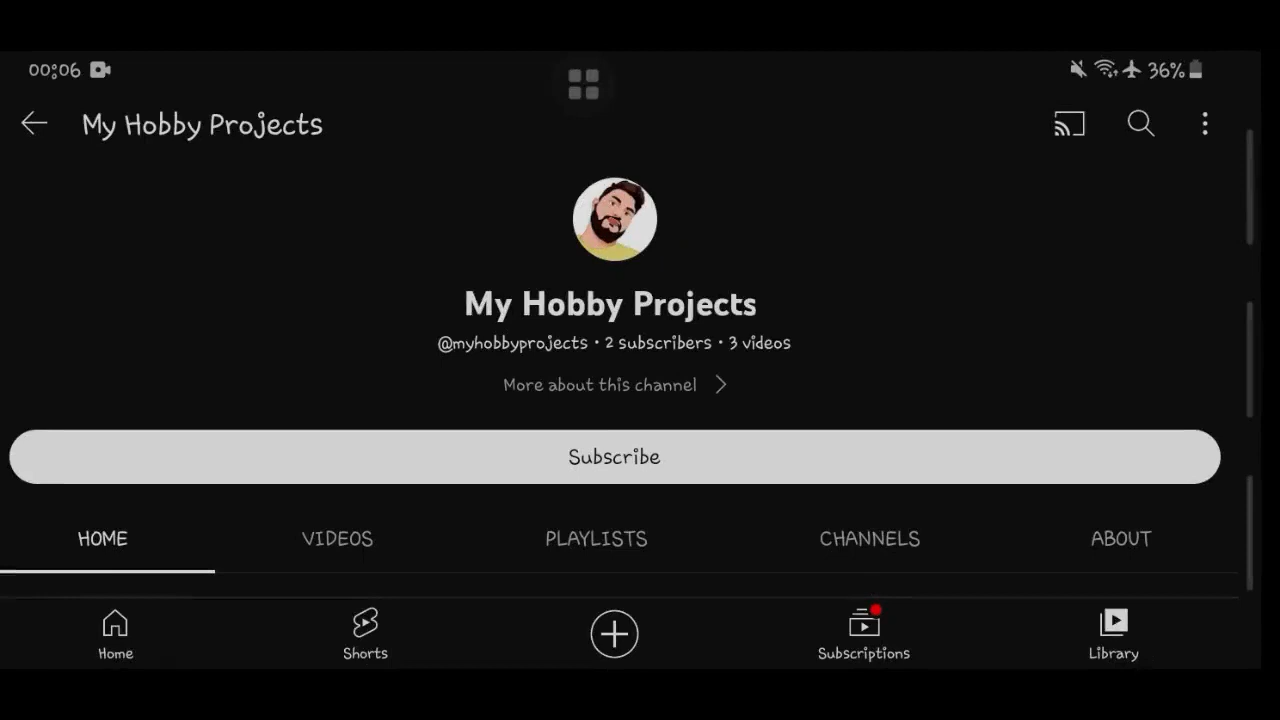 00:06 36%
My Hobby Projects
My Hobby Projects
@myhobbyprojects • 2 subscribers • 3 videos
More about this channel
Subscribe
HOME VIDEOS PLAYLISTS CHANNELS ABOUT
Home Shorts Subscriptions Library